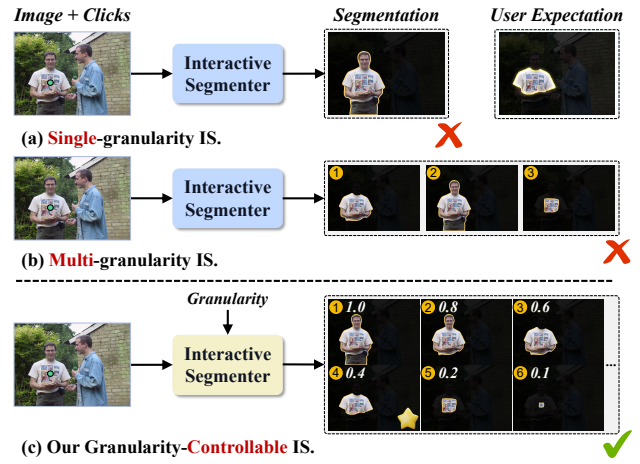 Image + Clicks Segmentation User Expectation
Interactive
Segmenter
(a) Single-granularity IS.
1 2 3
Interactive
Segmenter
(b) Multi-granularity IS.
Granularity
1 1.0 2 0.8 3 0.6
Interactive
Segmenter
...
4 0.4 5 0.2 6 0.1
(c) Our Granularity-Controllable IS.